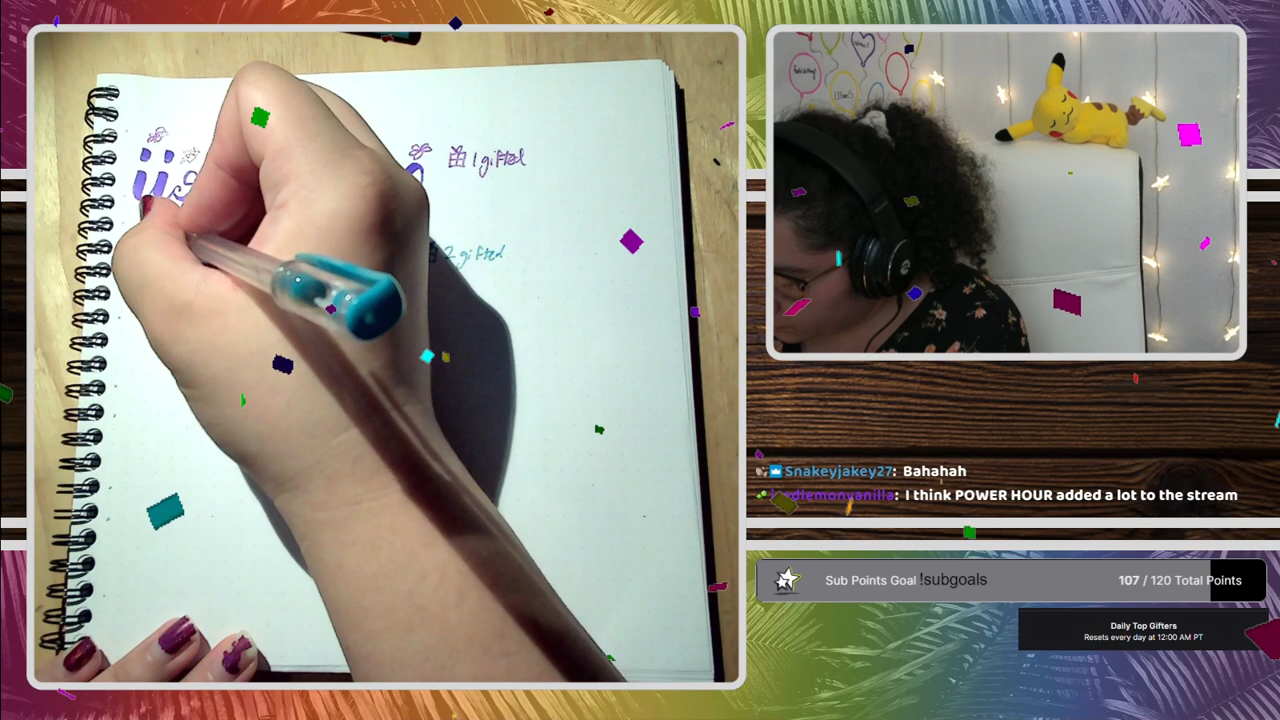 1 gifted
2 gifted
Snakeyjakey27: Bahahah
I think POWER HOUR added a lot to the stream
Sub Points Goal !subgoals 107 / 120 Total Points
Daily Top Gifters
Resets every day at 12:00 AM PT